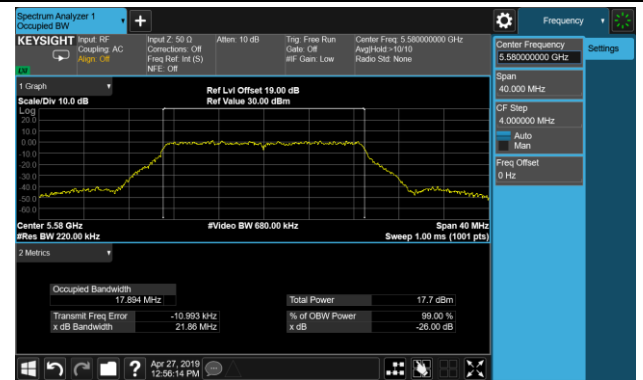 Spectrum Analyzer 1
Occupied BW
+
Frequency
KEYSIGHT
Input: RF
Coupling: AC
Align: Off
Input Z: 50 Ω
Corrections: Off
Freq Ref: Int (S)
NFE: Off
Atten: 10 dB
Trig: Free Run
Gate: Off
#IF Gain: Low
Center Freq: 5.580000000 GHz
Avg|Hold:>10/10
Radio Std: None
Center Frequency
5.580000000 GHz
Settings
Span
40.000 MHz
CF Step
4.000000 MHz
Auto
Man
Freq Offset
0 Hz
1 Graph
Scale/Div 10.0 dB
Ref Lvl Offset 19.00 dB
Ref Value 30.00 dBm
Log
20.0
10.0
0.00
-10.0
-20.0
-30.0
-40.0
-50.0
-60.0
Center 5.58 GHz
#Res BW 220.00 kHz
#Video BW 680.00 kHz
Span 40 MHz
Sweep 1.00 ms (1001 pts)
2 Metrics
Occupied Bandwidth
17.894 MHz
Total Power 17.7 dBm
Transmit Freq Error -10.993 kHz
% of OBW Power 99.00 %
x dB Bandwidth 21.86 MHz
x dB -26.00 dB
?
Apr 27, 2019
12:56:14 PM